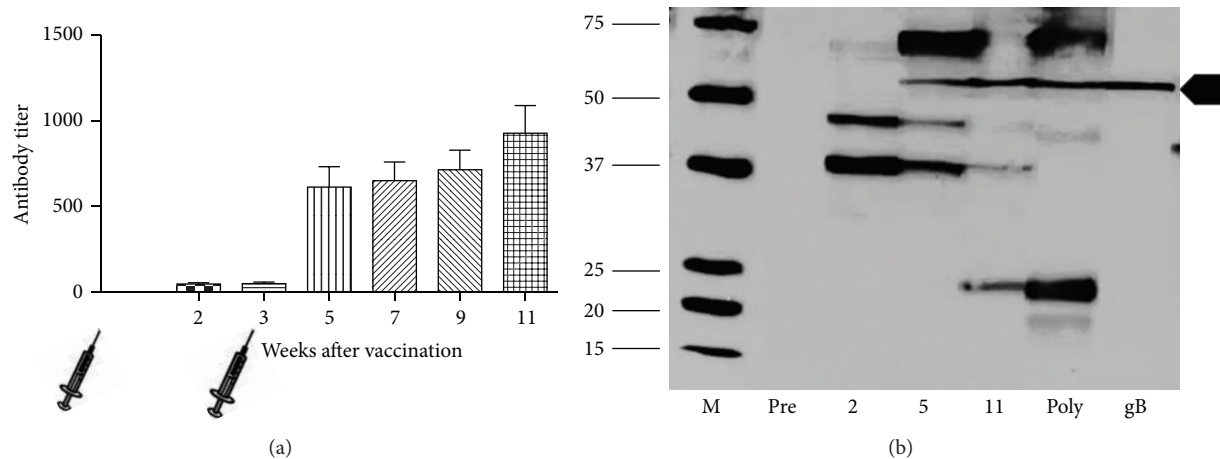 1500
1000
500
0
Antibody titer
2 3 5 7 9 11
Weeks after vaccination
(a)
75
50
37
25
20
15
M Pre 2 5 11 Poly gB
(b)